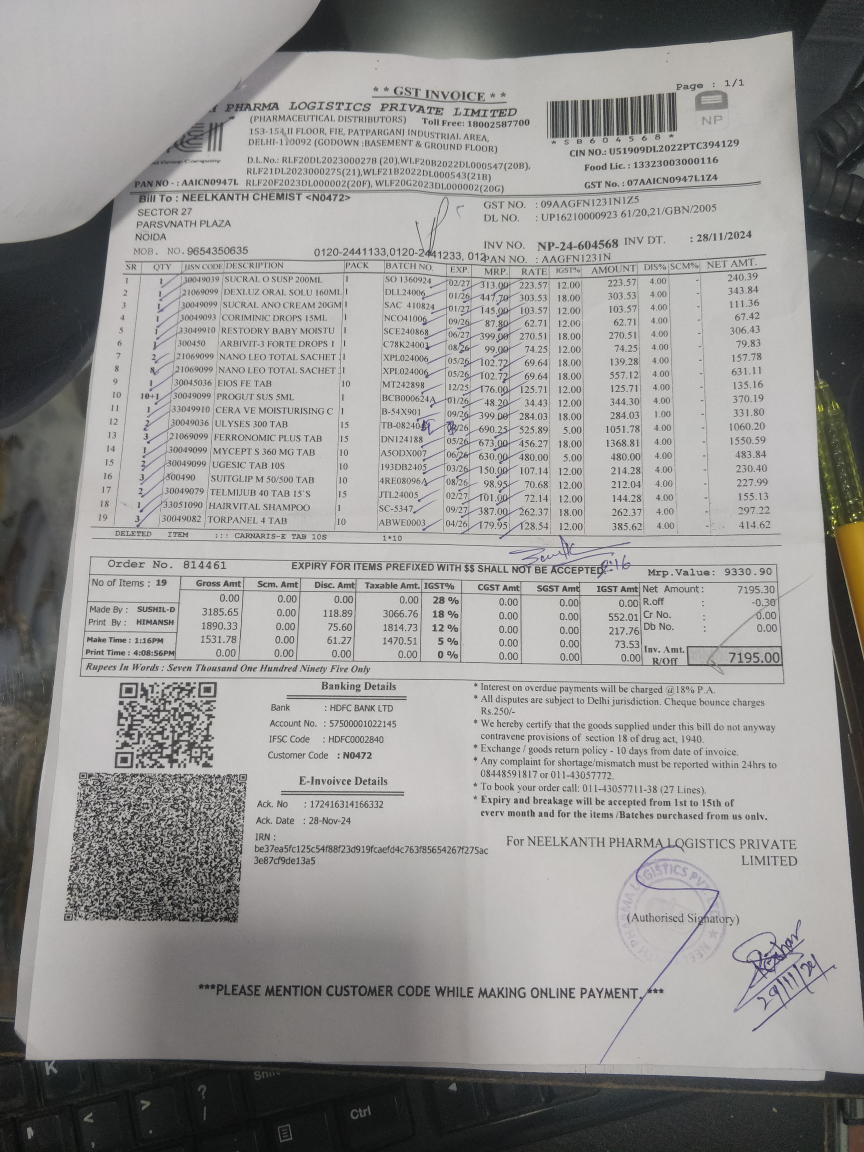 ** GST INVOICE **
Page : 1/1
PHARMA LOGISTICS PRIVATE LIMITED
(PHARMACEUTICAL DISTRIBUTORS) Toll Free: 18002587700
153-154,II FLOOR, FIE, PATPARGANJ INDUSTRIAL AREA,
DELHI-110092 (GODOWN :BASEMENT & GROUND FLOOR)
D.L.No.: RLF20DL2023000278 (20),WLF20B2022DL000547(20B),
RLF21DL2023000275(21),WLF21B2022DL000543(21B)
PAN NO - : AAICN0947L RLF20F2023DL000002(20F), WLF20G2023DL000002(20G)
NP
*SB604568*
CIN NO.: U51909DL2022PTC394129
Food Lic. : 13323003000116
GST No. : 07AAICN0947L1Z4
Bill To : NEELKANTH CHEMIST <N0472>
SECTOR 27
PARSVNATH PLAZA
NOIDA
MOB. NO. 9654350635 0120-2441133,0120-2441233, 012
GST NO. : 09AAGFN1231N1Z5
DL NO. : UP16210000923 61/20,21/GBN/2005
INV NO. NP-24-604568 INV DT. : 28/11/2024
PAN NO. : AAGFN1231N
SR QTY HSN CODE DESCRIPTION PACK BATCH NO. EXP. MRP. RATE IGST% AMOUNT DIS% SCM% NET AMT.
1 1 30049039 SUCRAL O SUSP 200ML 1 SO 1360924 02/27 313.00 223.57 12.00 223.57 4.00 - 240.39
2 1 21069099 DEXLUZ ORAL SOLU 160ML 1 DLL24006 01/26 447.70 303.53 18.00 303.53 4.00 - 343.84
3 1 30049099 SUCRAL ANO CREAM 20GM 1 SAC 410824 01/27 145.00 103.57 12.00 103.57 4.00 - 111.36
4 1 30049093 CORIMINIC DROPS 15ML 1 NCO41006 09/26 87.80 62.71 12.00 62.71 4.00 - 67.42
5 1 33049910 RESTODRY BABY MOISTU 1 SCE240868 06/27 399.00 270.51 18.00 270.51 4.00 - 306.43
6 1 300450 ARBIVIT-3 FORTE DROPS 1 1 C78K24003 08/26 99.00 74.25 12.00 74.25 4.00 - 79.83
7 2 21069099 NANO LEO TOTAL SACHET 1 XPL024006 05/26 102.72 69.64 18.00 139.28 4.00 - 157.78
8 8 21069099 NANO LEO TOTAL SACHET 1 XPL024006 05/26 102.72 69.64 18.00 557.12 4.00 - 631.11
9 1 30045036 EIOS FE TAB 10 MT242898 12/25 176.00 125.71 12.00 125.71 4.00 - 135.16
10 10+1 30049099 PROGUT SUS 5ML 1 BCB000624A 01/26 48.20 34.43 12.00 344.30 4.00 - 370.19
11 1 33049910 CERA VE MOISTURISING C 1 B-54X901 09/26 399.00 284.03 18.00 284.03 1.00 - 331.80
12 2 30049036 ULYSES 300 TAB 15 /26 690.25 525.89 5.00 1051.78 4.00 - 1060.20
13 3 21069099 FERRONOMIC PLUS TAB 15 DN124188 05/26 673.00 456.27 18.00 1368.81 4.00 - 1550.59
14 1 30049099 MYCEPT S 360 MG TAB 10 A5ODX007 06/26 630.00 480.00 5.00 480.00 4.00 - 483.84
15 2 30049099 UGESIC TAB 10S 10 193DB2405 03/26 150.00 107.14 12.00 214.28 4.00 - 230.40
16 3 300490 SUITGLIP M 50/500 TAB 10 4RE08096A 08/26 98.95 70.68 12.00 212.04 4.00 - 227.99
17 2 30049079 TELMIJUB 40 TAB 15`S 15 JTL24005 02/27 101.00 72.14 12.00 144.28 4.00 - 155.13
18 1 33051090 HAIRVITAL SHAMPOO 1 SC-5347 09/27 387.00 262.37 18.00 262.37 4.00 - 297.22
19 3 30049082 TORPANEL 4 TAB 10 ABWE0003 04/26 179.95 128.54 12.00 385.62 4.00 - 414.62
DELETED ITEM ::: CARNARIS-E TAB 10S 1*10
Order No. 814461 EXPIRY FOR ITEMS PREFIXED WITH $$ SHALL NOT BE ACCEPTED Mrp.Value: 9330.90
No of Items : 19 Gross Amt Scm. Amt Disc. Amt Taxable Amt. IGST% CGST Amt SGST Amt IGST Amt Net Amount : 7195.30
0.00 0.00 0.00 0.00 28 % 0.00 0.00 0.00 R.off : -0.30
Made By : SUSHIL-D 3185.65 0.00 118.89 3066.76 18 % 0.00 0.00 552.01 Cr No. : 0.00
Print By : HIMANSH 1890.33 0.00 75.60 1814.73 12 % 0.00 0.00 217.76 Db No. : 0.00
Make Time : 1:16PM 1531.78 0.00 61.27 1470.51 5 % 0.00 0.00 73.53
Print Time : 4:08:56PM 0.00 0.00 0.00 0.00 0 % 0.00 0.00 0.00 Inv. Amt. R/Off 7195.00
Rupees In Words : Seven Thousand One Hundred Ninety Five Only
Banking Details
Bank : HDFC BANK LTD
Account No. : 57500001022145
IFSC Code : HDFC0002840
Customer Code : N0472
E-Invoivce Details
Ack. No : 172416314166332
Ack. Date : 28-Nov-24
IRN :
be37ea5fc125c54f88f23d919fcaefd4c763f85654267f275ac
3e87cf9de13a5
* Interest on overdue payments will be charged @18% P.A.
* All disputes are subject to Delhi jurisdiction. Cheque bounce charges
Rs.250/-
* We hereby certify that the goods supplied under this bill do not anyway
contravene provisions of section 18 of drug act, 1940.
* Exchange / goods return policy - 10 days from date of invoice.
* Any complaint for shortage/mismatch must be reported within 24hrs to
08448591817 or 011-43057772.
* To book your order call: 011-43057711-38 (27 Lines).
* Expiry and breakage will be accepted from 1st to 15th of
every month and for the items /Batches purchased from us only.
For NEELKANTH PHARMA LOGISTICS PRIVATE
LIMITED
(Authorised Signatory)
29/11/24
***PLEASE MENTION CUSTOMER CODE WHILE MAKING ONLINE PAYMENT. ***
K
Ctrl